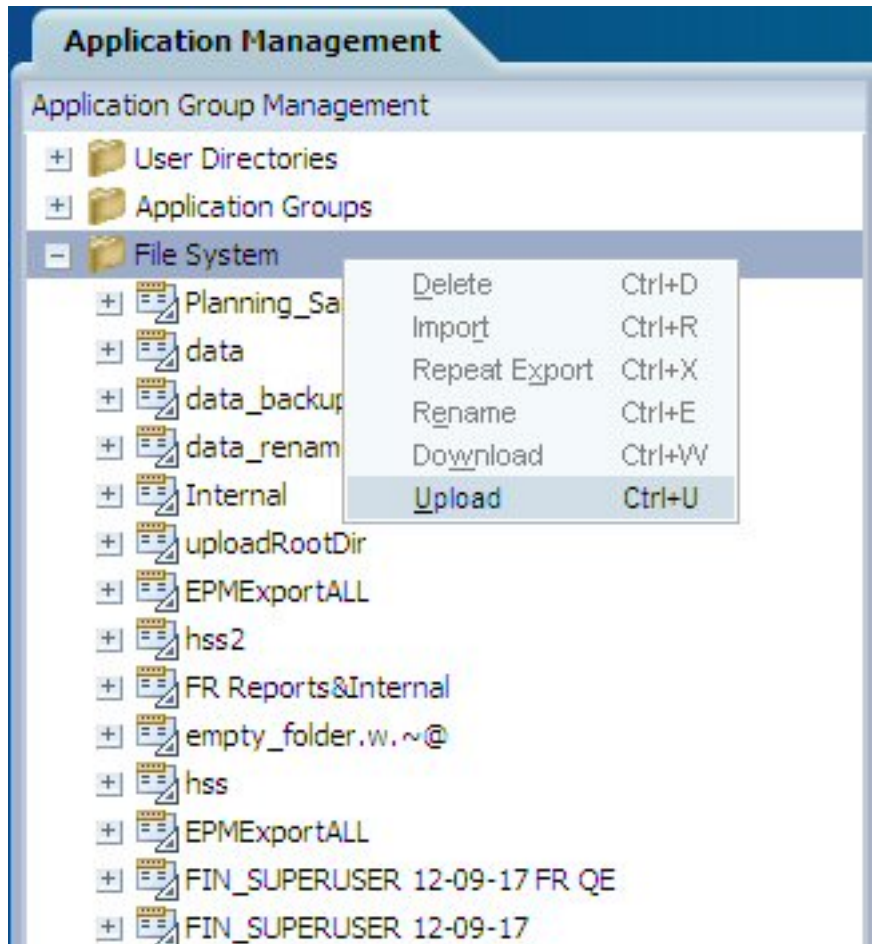 Application Management
Application Group Management
User Directories
Application Groups
File System
Delete Ctrl+D
Import Ctrl+R
Repeat Export Ctrl+X
Rename Ctrl+E
Download Ctrl+W
Upload Ctrl+U
data
data_backup
Internal
uploadRootDir
EPMExportALL
hss2
FR Reports&Internal
empty_folder.w.~@
hss
EPMExportALL
FIN_SUPERUSER 12-09-17 FR QE
FIN_SUPERUSER 12-09-17